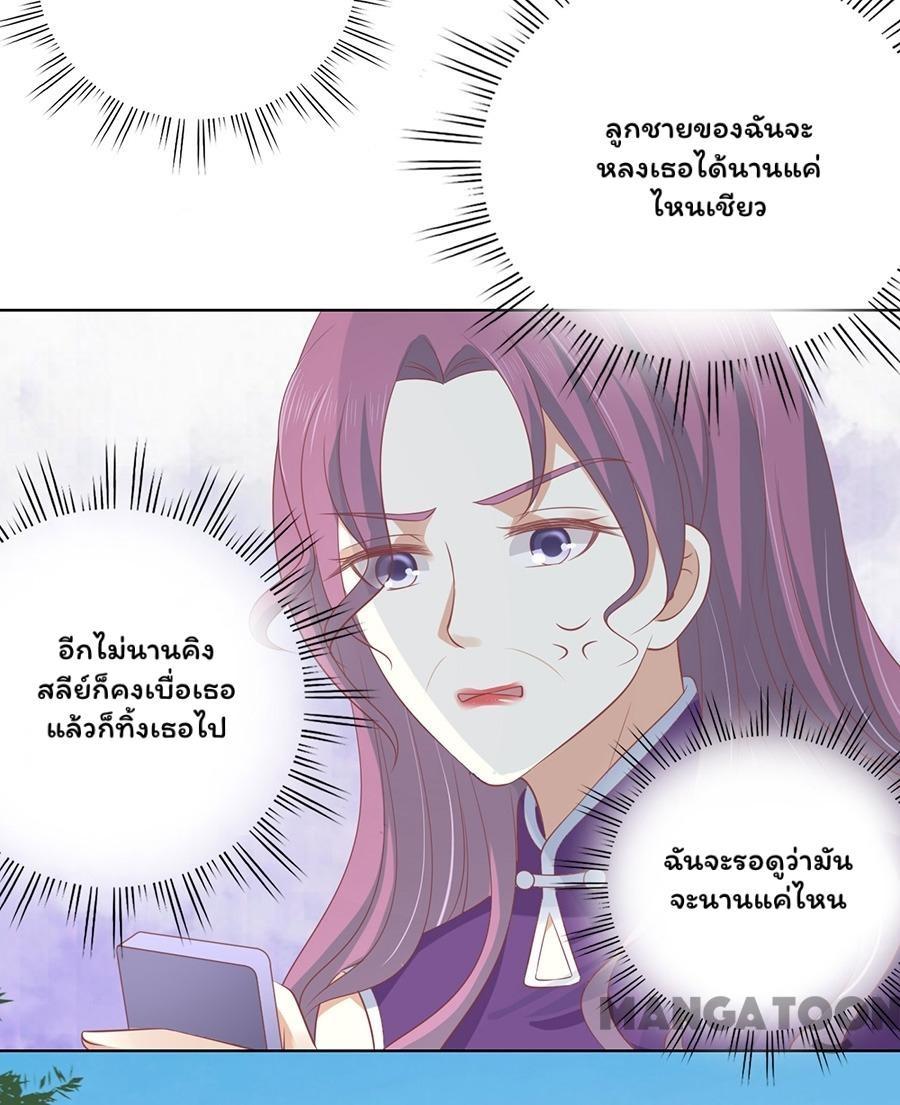 ลูกชายของฉันจะ
หลงเธอได้นานแค่
ไหนเชียว
อีกไม่นานคิง
สลีย์ก็คงเบื่อเธอ
แล้วก็ทิ้งเธอไป
ฉันจะรอดูว่ามัน
จะนานแค่ไหน
MANGATOON